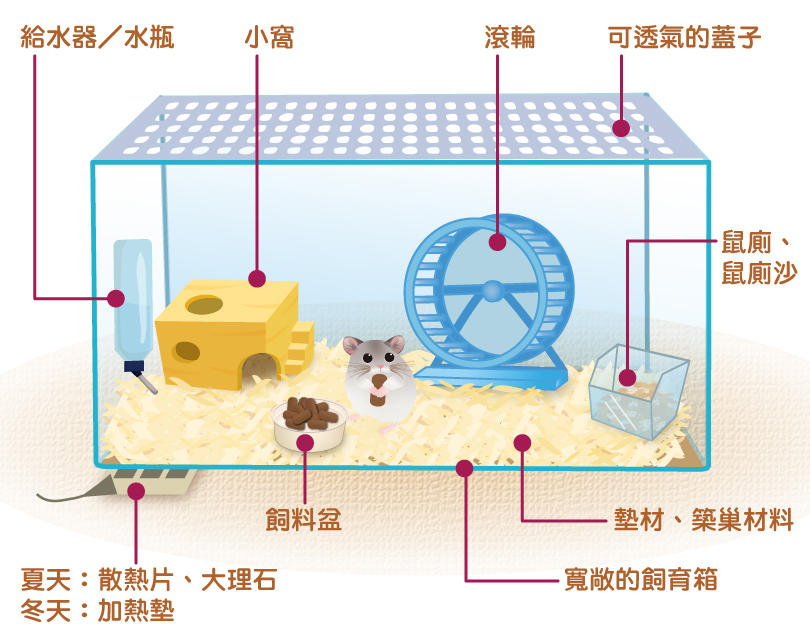 給水器／水瓶
小窩
滾輪
可透氣的蓋子
鼠廁、
鼠廁沙
飼料盆
墊材、築巢材料
夏天：散熱片、大理石
冬天：加熱墊
寬敞的飼育箱